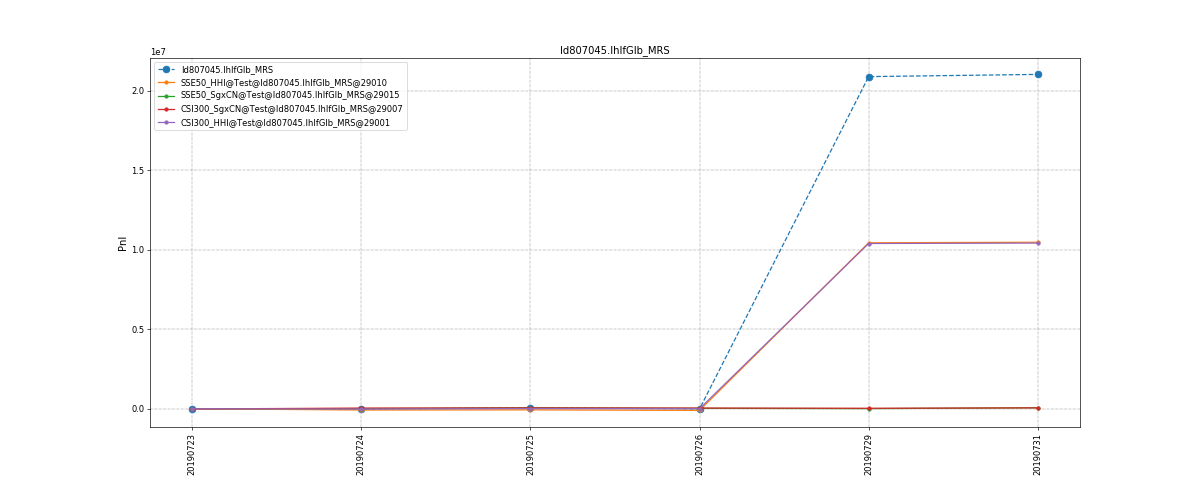 Id807045.IhIfGlb_MRS
1e7
Id807045.IhIfGlb_MRS
SSE50_HHI@Test@Id807045.IhIfGlb_MRS@29010
SSE50_SgxCN@Test@Id807045.IhIfGlb_MRS@29015
CSI300_SgxCN@Test@Id807045.IhIfGlb_MRS@29007
CSI300_HHI@Test@Id807045.IhIfGlb_MRS@29001
2.0
1.5
1.0
0.5
0.0
Pnl
20190723
20190724
20190725
20190726
20190729
20190731